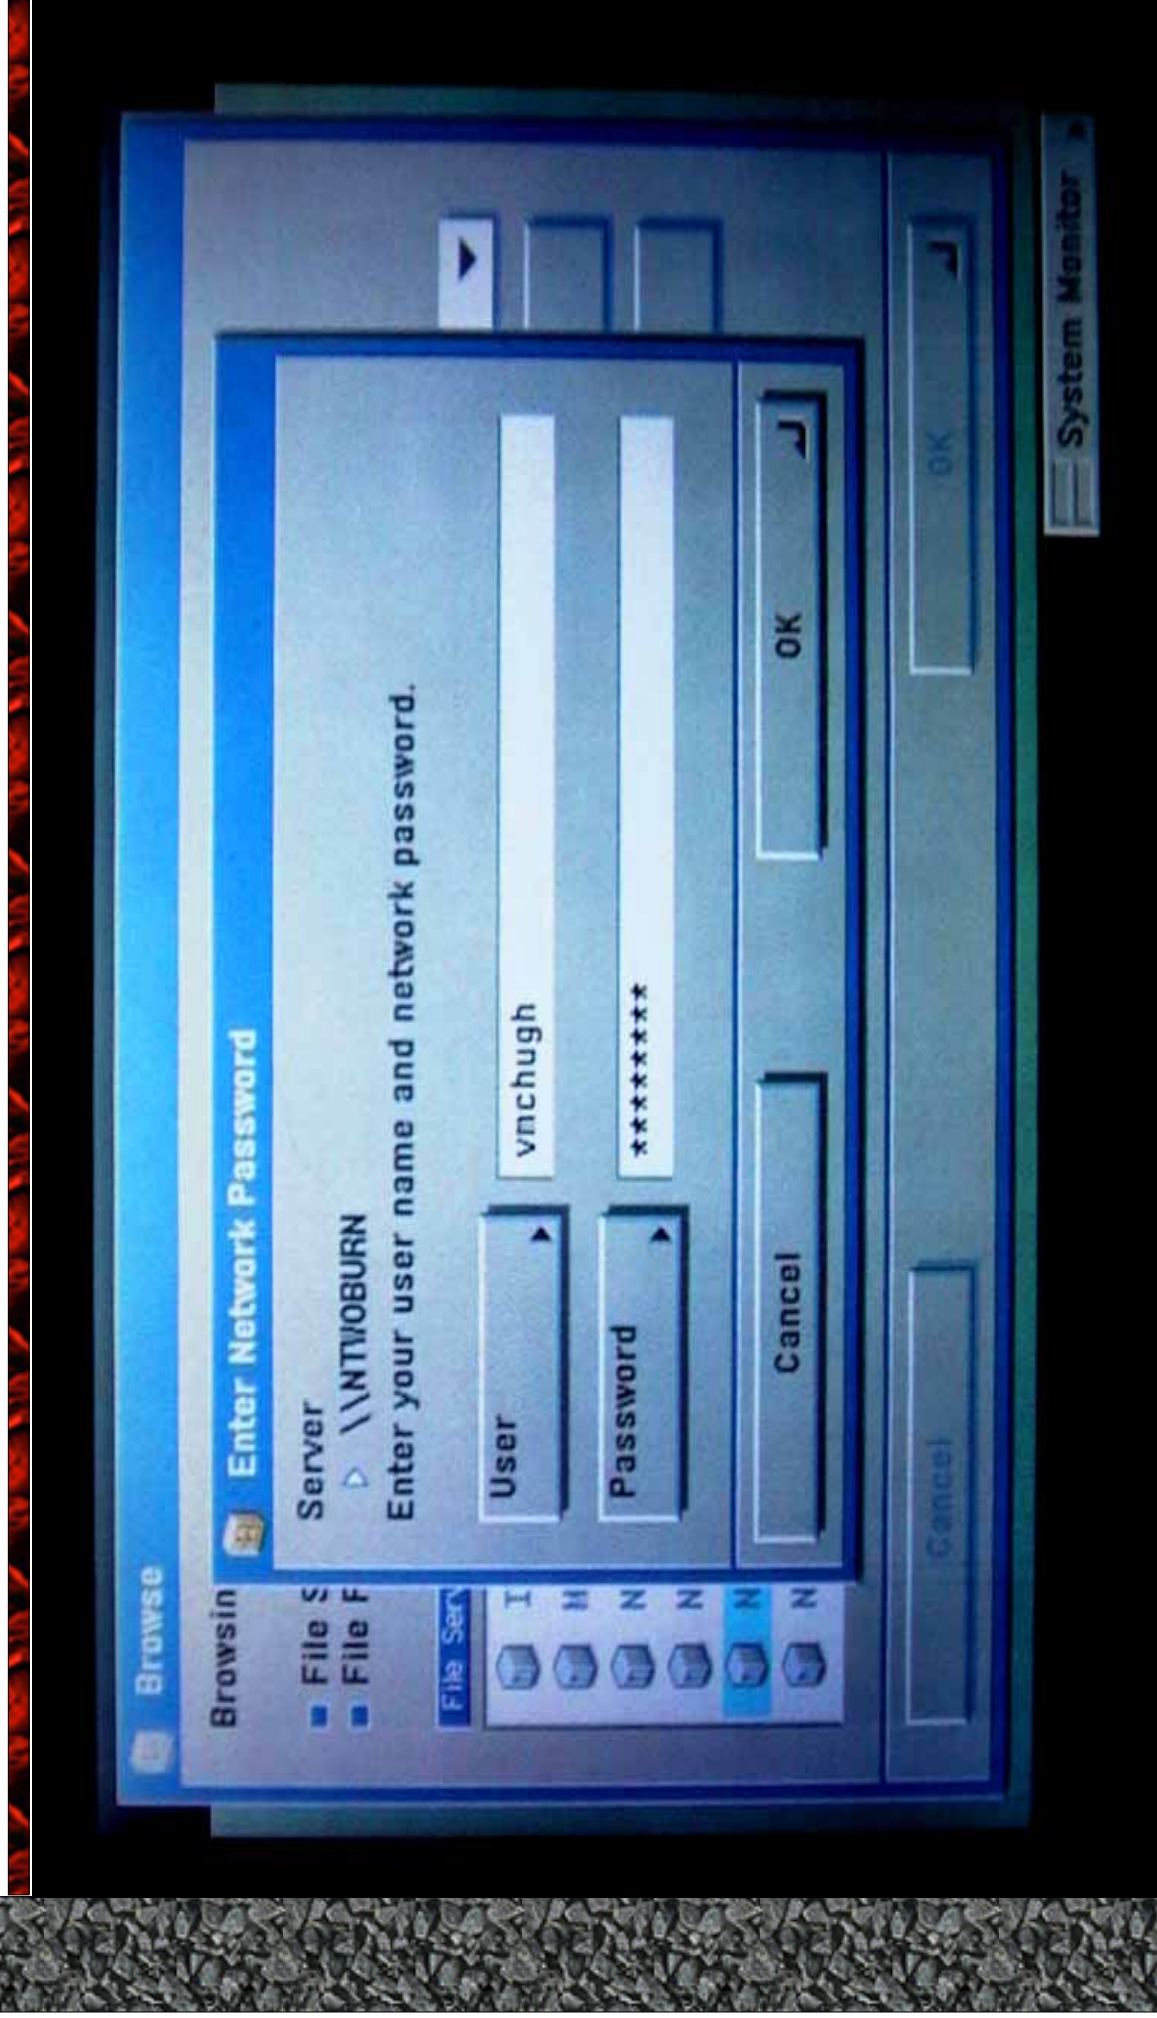 Browse
Browsin
File S
File F
File Serv
I
M
N
N
N
N
Enter Network Password
Server
\\NTWOBURN
Enter your user name and network password.
User
vnchugh
Password
********
Cancel
OK
Cancel
OK
System Monitor